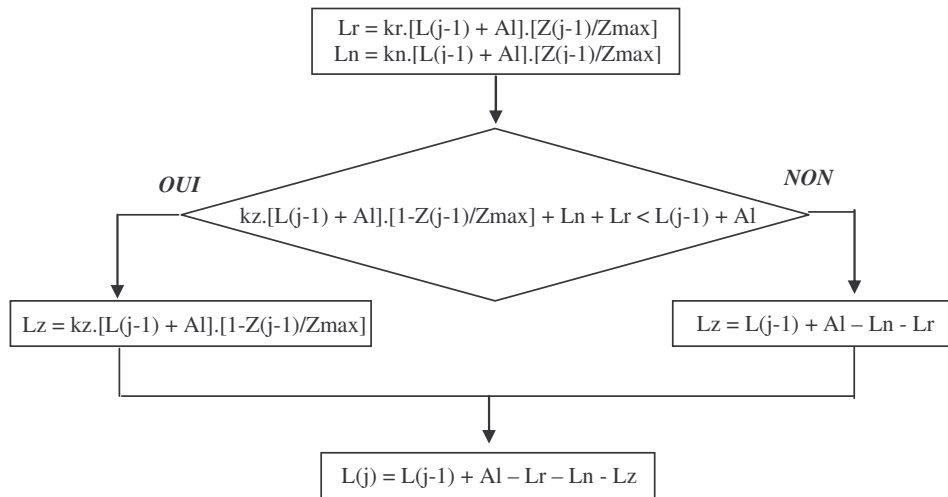 Lr = kr.[L(j-1) + Al].[Z(j-1)/Zmax]
Ln = kn.[L(j-1) + Al].[Z(j-1)/Zmax]
OUI
NON
kz.[L(j-1) + Al].[1-Z(j-1)/Zmax] + Ln + Lr < L(j-1) + Al
Lz = kz.[L(j-1) + Al].[1-Z(j-1)/Zmax]
Lz = L(j-1) + Al – Ln - Lr
L(j) = L(j-1) + Al – Lr – Ln - Lz